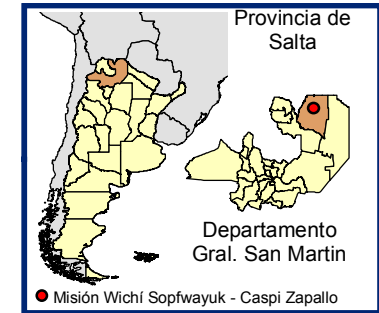 Provincia de
Salta
Departamento
Gral. San Martin
Misión Wichí Sopfwayuk - Caspi Zapallo